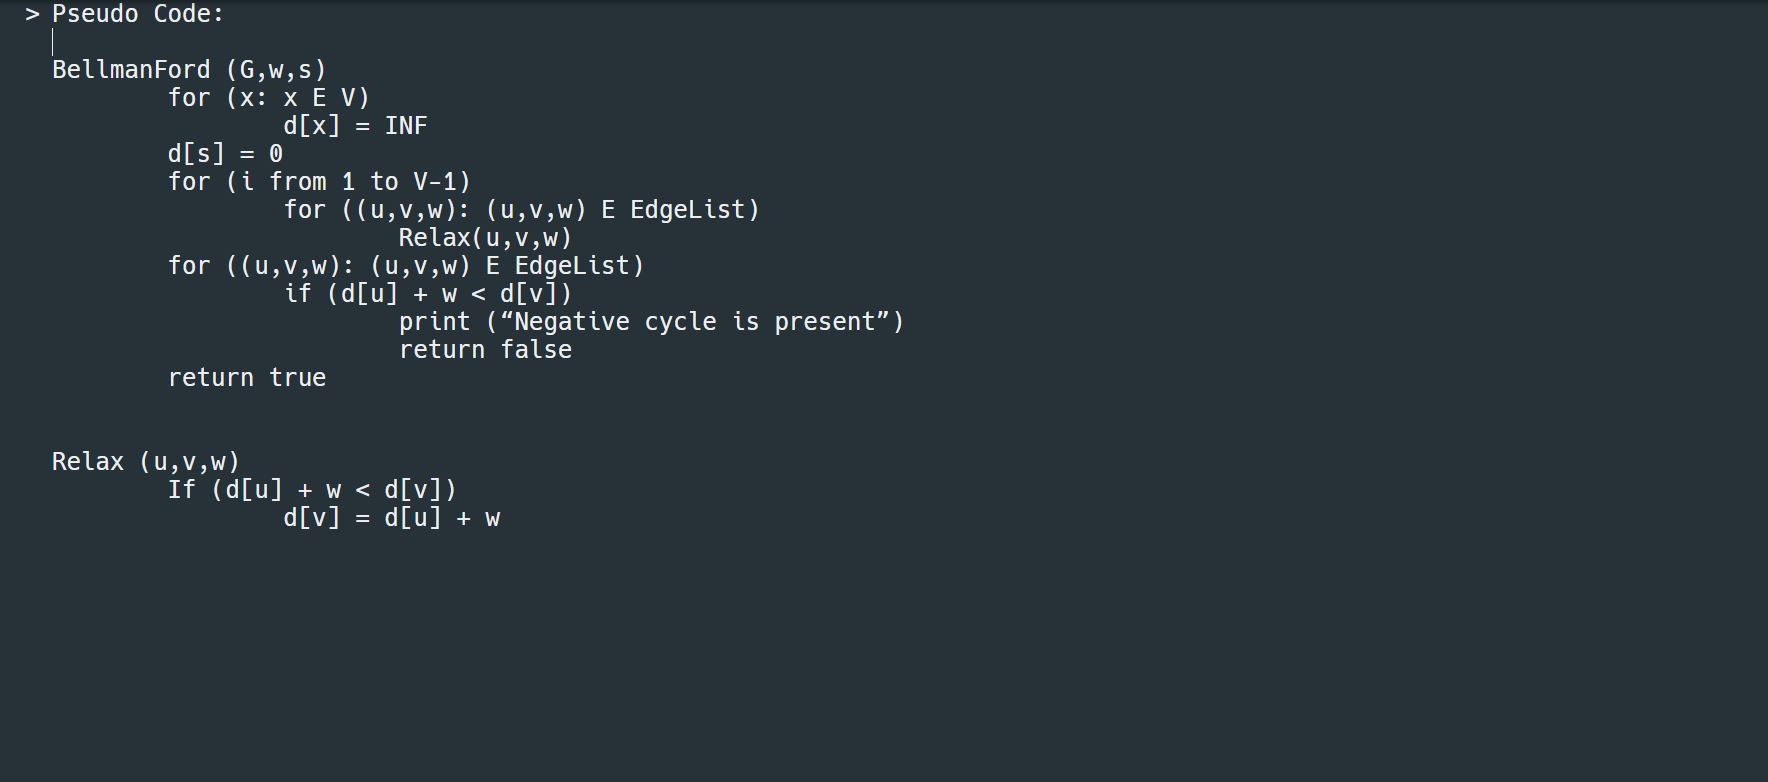 > Pseudo Code:
BellmanFord (G,w,s)
for (x: x E V)
d[x] = INF
d[s] = 0
for (i from 1 to V-1)
for ((u,v,w): (u,v,w) E EdgeList)
Relax(u,v,w)
for ((u,v,w): (u,v,w) E EdgeList)
if (d[u] + w < d[v])
print (“Negative cycle is present”)
return false
return true
Relax (u,v,w)
If (d[u] + w < d[v])
d[v] = d[u] + w